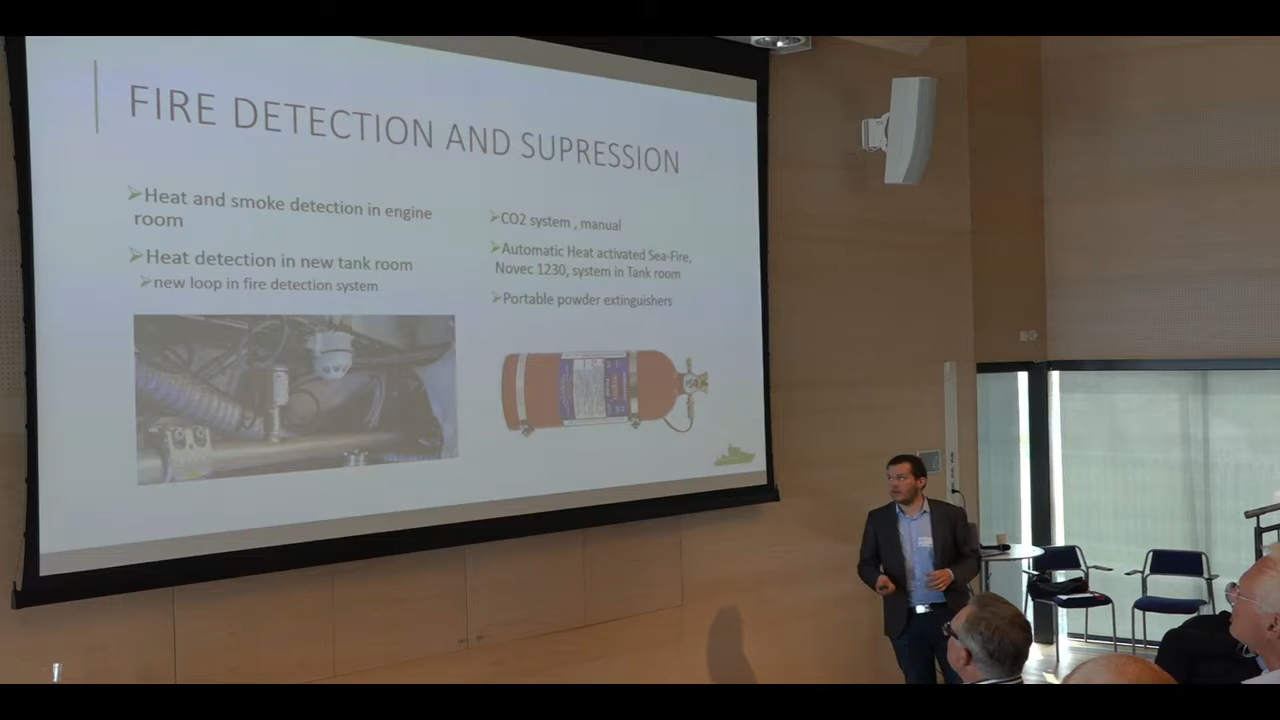 FIRE DETECTION AND SUPRESSION
Heat and smoke detection in engine
room
Heat detection in new tank room
new loop in fire detection system
CO2 system , manual
Automatic Heat activated Sea-Fire,
Novec 1230, system in Tank room
Portable powder extinguishers